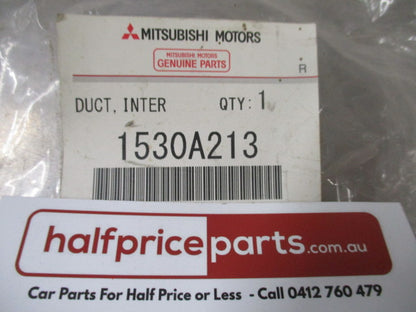 MITSUBISHI MOTORS
MITSUBISHI MOTORS
GENUINE PARTS
R
DUCT, INTER QTY: 1
1530A213
halfpriceparts.com.au
Car Parts For Half Price or Less - Call 0412 760 479